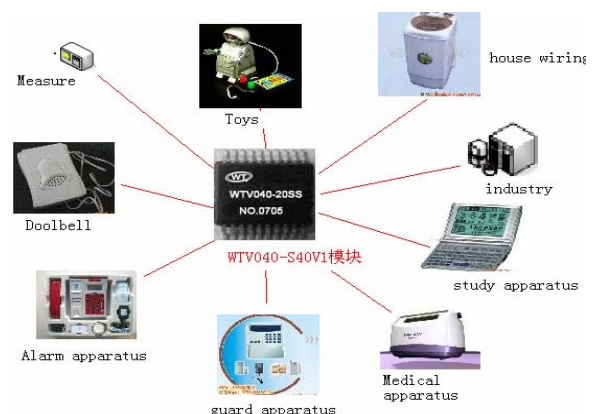 Measure
Toys
house wiring
Doolbell
WT
WTV040-20SS
NO.0705
industry
WTV040-S40V1模块
study apparatus
Alarm apparatus
Medical
apparatus
guard apparatus